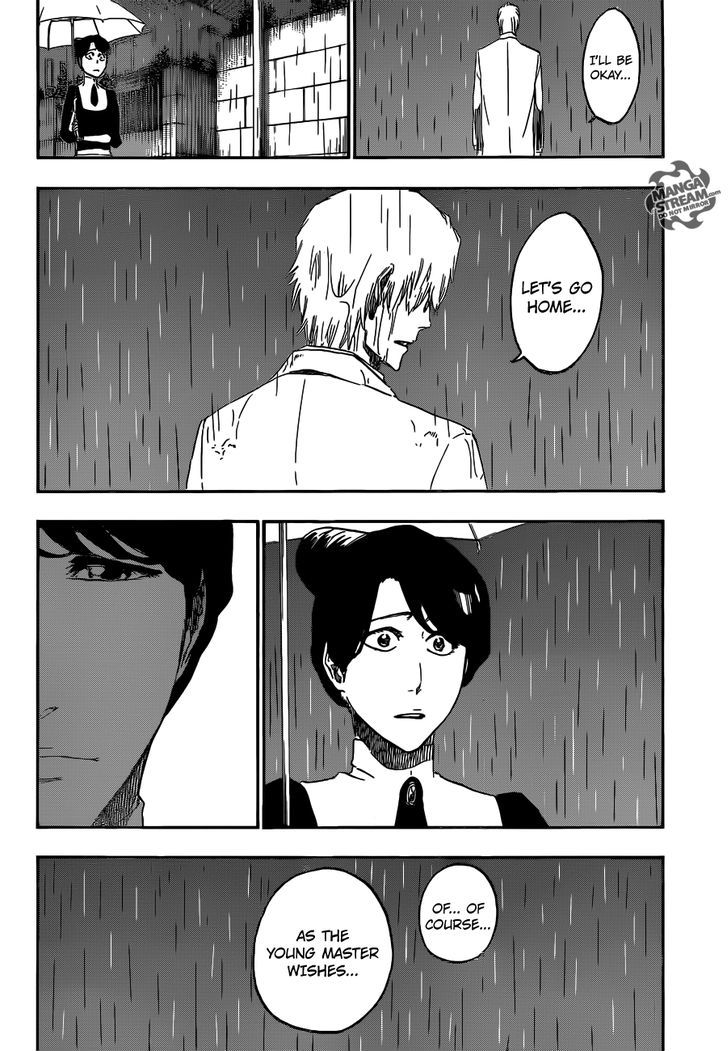 I'LL BE
OKAY...
MANGA
STREAM.com
DO NOT MIRROR
LET'S GO
HOME...
OF... OF
COURSE...
AS THE
YOUNG MASTER
WISHES...